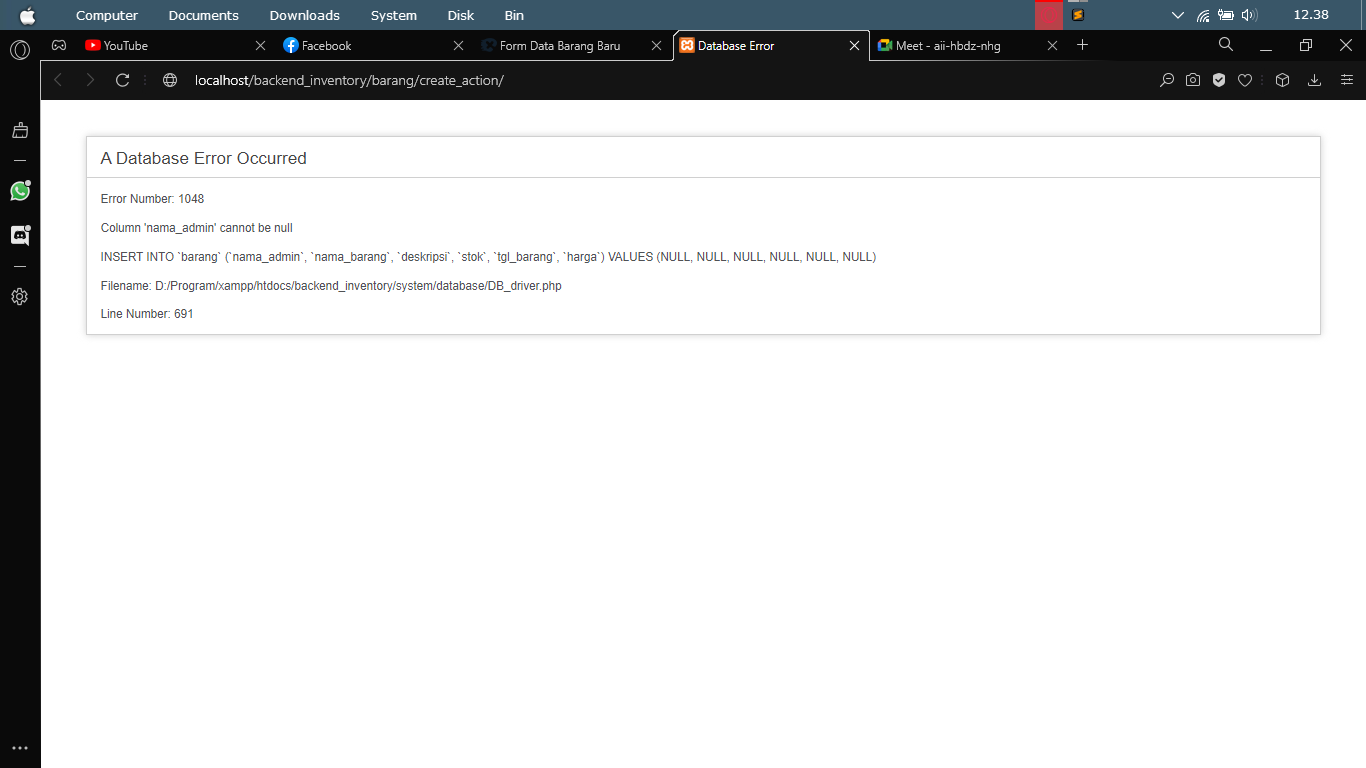 Computer Documents Downloads System Disk Bin 12.38
YouTube Facebook Form Data Barang Baru Database Error Meet - aii-hbdz-nhg
localhost/backend_inventory/barang/create_action/
A Database Error Occurred
Error Number: 1048
Column 'nama_admin' cannot be null
INSERT INTO `barang` (`nama_admin`, `nama_barang`, `deskripsi`, `stok`, `tgl_barang`, `harga`) VALUES (NULL, NULL, NULL, NULL, NULL, NULL)
Filename: D:/Program/xampp/htdocs/backend_inventory/system/database/DB_driver.php
Line Number: 691